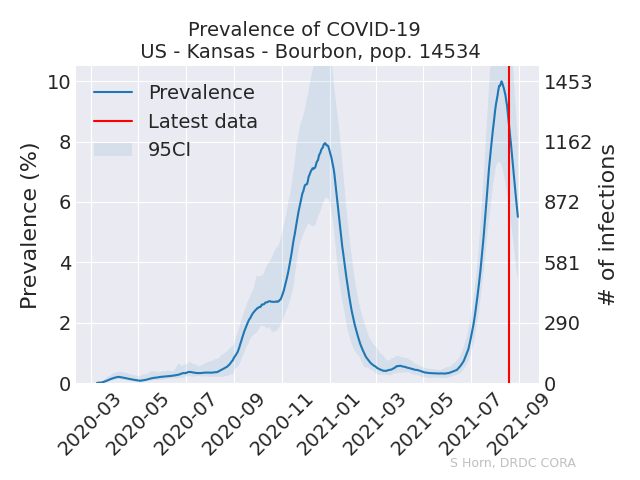 Prevalence of COVID-19
US - Kansas - Bourbon, pop. 14534
Prevalence
Latest data
95CI
Prevalence (%)
10
8
6
4
2
0
1453
1162
872
581
290
0
# of infections
2020-03
2020-05
2020-07
2020-09
2020-11
2021-01
2021-03
2021-05
2021-07
2021-09
S Horn, DRDC CORA